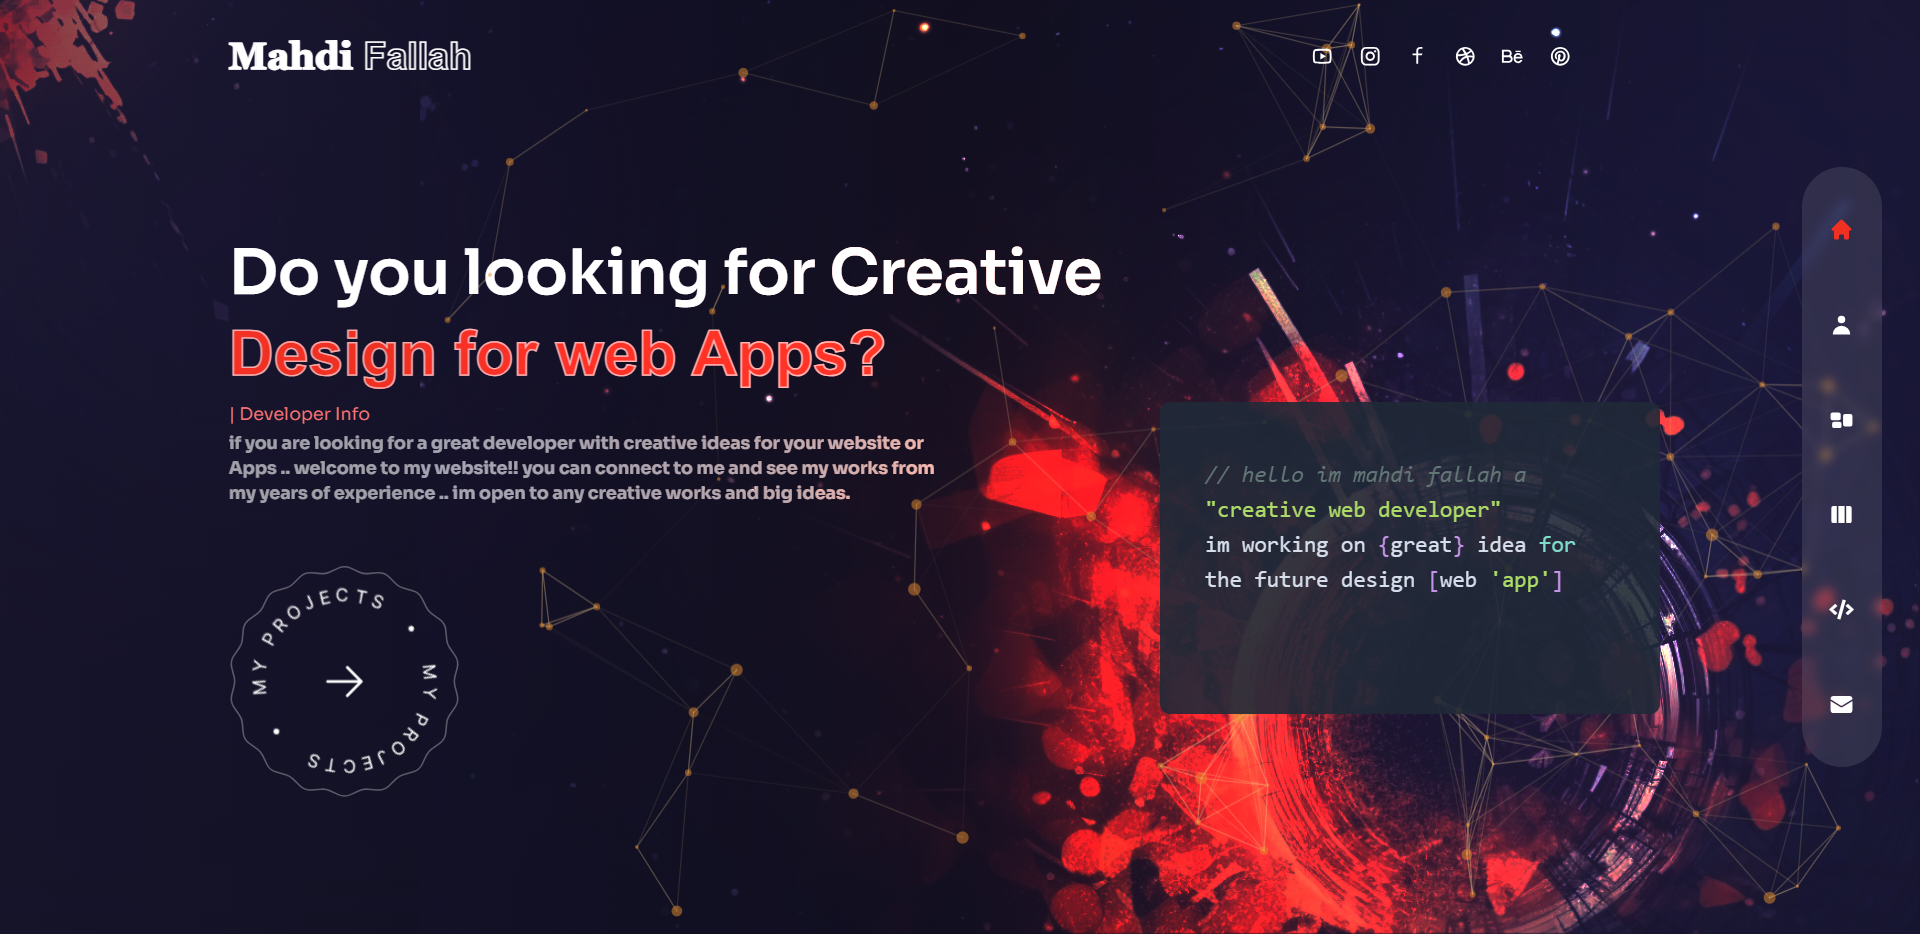 Mahdi Fallah
Bē
Do you looking for Creative
Design for web Apps?
| Developer Info
if you are looking for a great developer with creative ideas for your website or
Apps .. welcome to my website!! you can connect to me and see my works from
my years of experience .. im open to any creative works and big ideas.
// hello im mahdi fallah a
"creative web developer"
im working on {great} idea for
the future design [web 'app']
MY PROJECTS • MY PROJECTS •